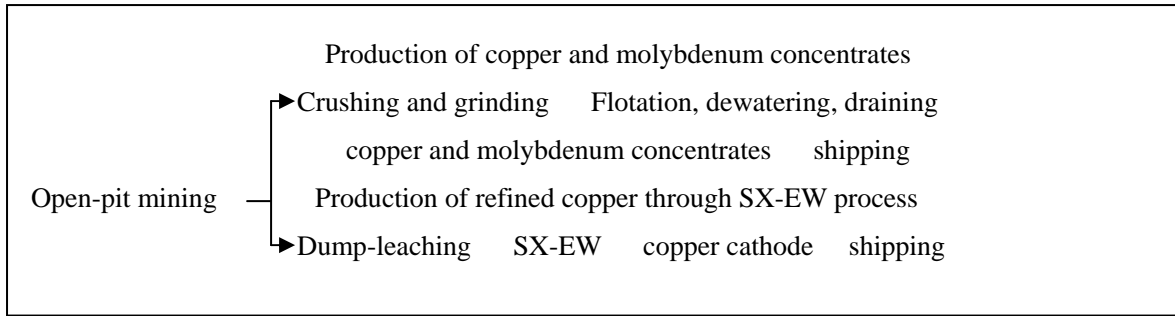 Production of copper and molybdenum concentrates
Crushing and grinding Flotation, dewatering, draining
copper and molybdenum concentrates shipping
Open-pit mining
Production of refined copper through SX-EW process
Dump-leaching SX-EW copper cathode shipping